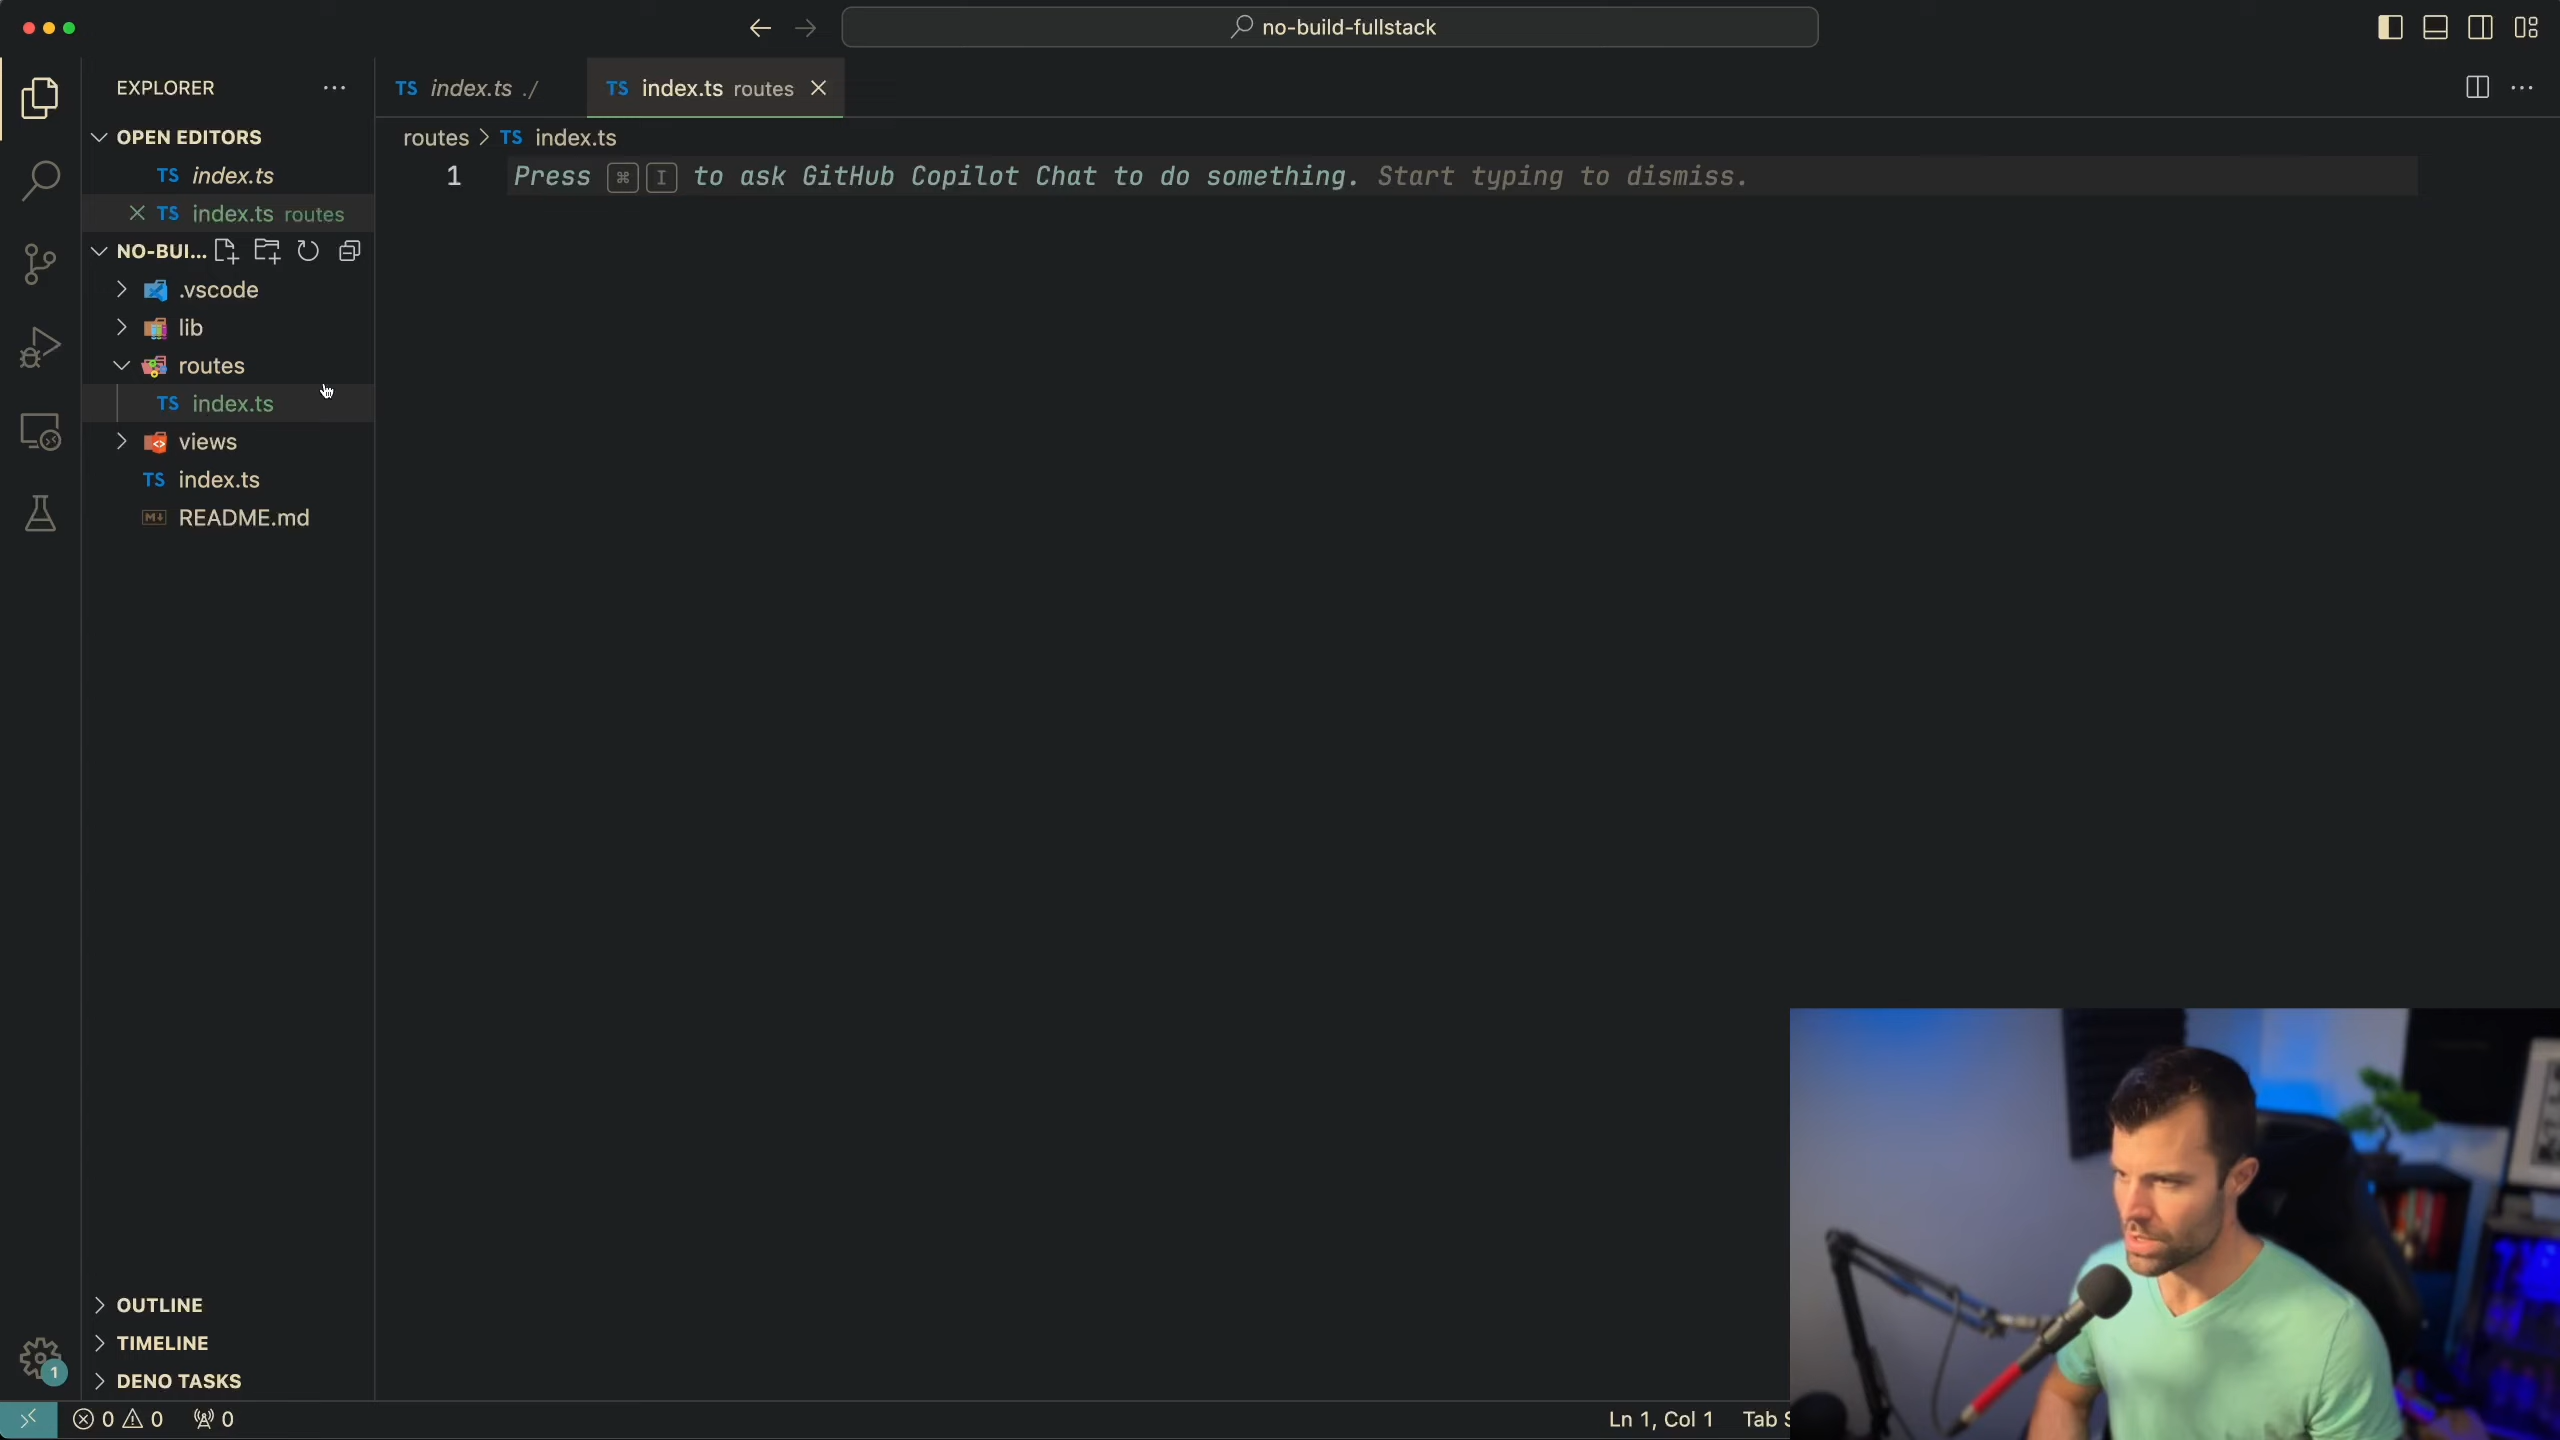 no-build-fullstack
EXPLORER
TS index.ts ./
TS index.ts routes
OPEN EDITORS
TS index.ts
TS index.ts routes
routes > TS index.ts
1 Press ⌘ I to ask GitHub Copilot Chat to do something. Start typing to dismiss.
NO-BUI...
.vscode
lib
routes
TS index.ts
views
TS index.ts
M↓ README.md
OUTLINE
TIMELINE
DENO TASKS
1
0 0 0
Ln 1, Col 1 Tab S